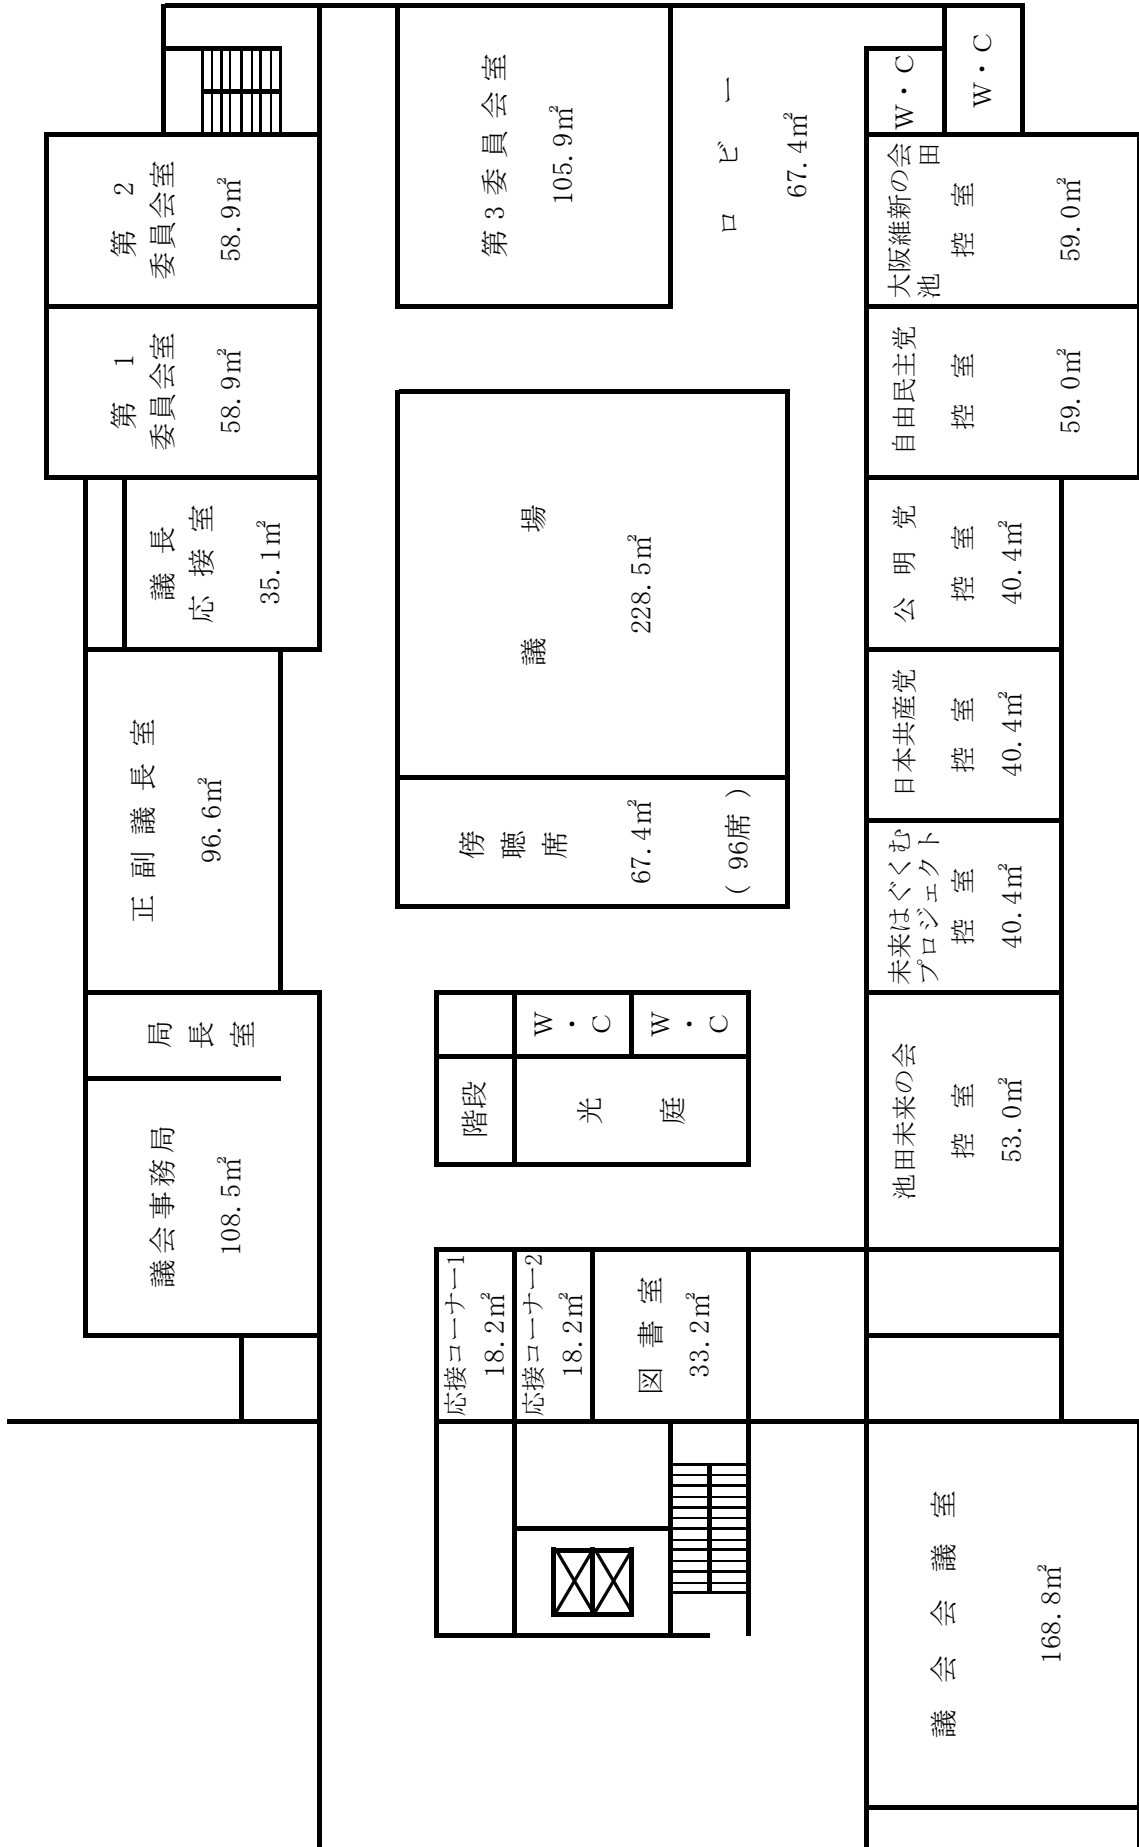 議会事務局
108.5㎡
局
長
室
正副議長室
96.6㎡
議長
応接室
35.1㎡
第　1
委員会室
58.9㎡
第　2
委員会室
58.9㎡
応接コーナー1
18.2㎡
応接コーナー2
18.2㎡
図書室
33.2㎡
階段
光　庭
W
・
C
W
・
C
傍
聴
席
67.4㎡
(96席)
議　場
228.5㎡
第3委員会室
105.9㎡
ロビー
67.4㎡
議会会議室
168.8㎡
池田未来の会
控　室
53.0㎡
未来はぐくむ
プロジェクト
控　室
40.4㎡
日本共産党
控　室
40.4㎡
公明党
控　室
40.4㎡
自由民主党
控　室
59.0㎡
大阪維新の会
池　田
控　室
59.0㎡
W・C
W・C